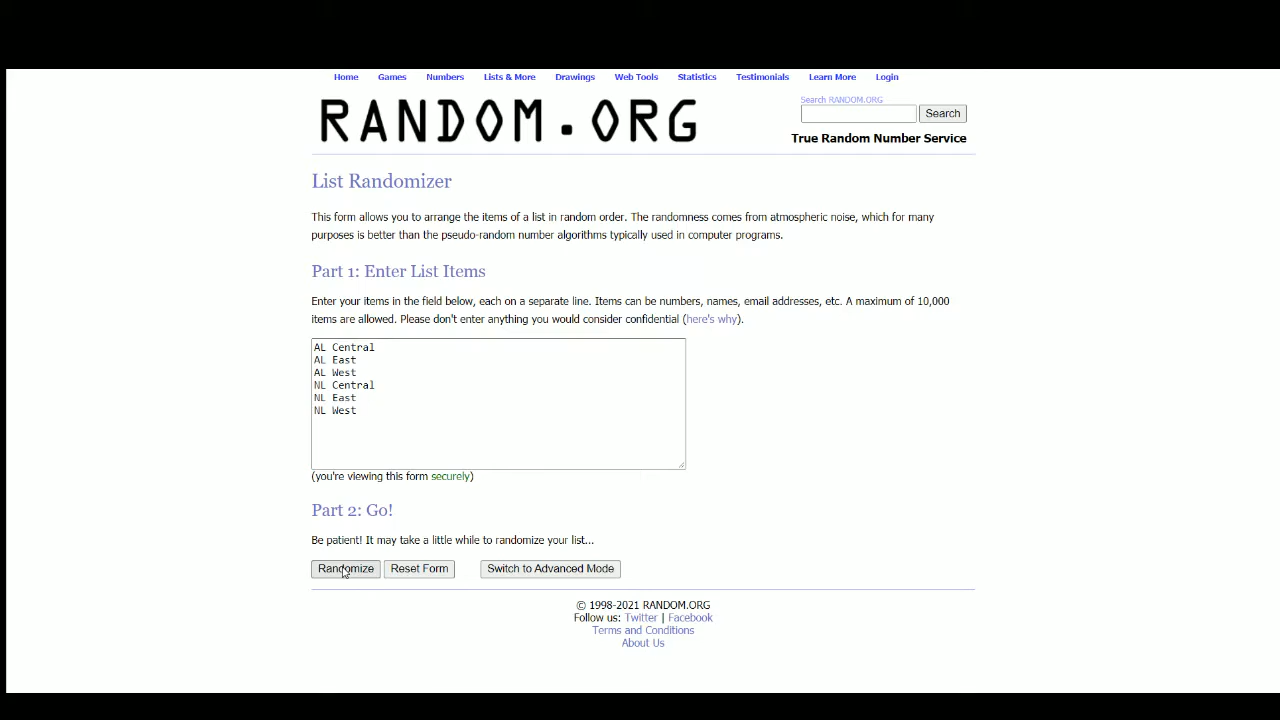 Home Games Numbers Lists & More Drawings Web Tools Statistics Testimonials Learn More Login
RANDOM.ORG
Search RANDOM.ORG
Search
True Random Number Service
List Randomizer
This form allows you to arrange the items of a list in random order. The randomness comes from atmospheric noise, which for many
purposes is better than the pseudo-random number algorithms typically used in computer programs.
Part 1: Enter List Items
Enter your items in the field below, each on a separate line. Items can be numbers, names, email addresses, etc. A maximum of 10,000
items are allowed. Please don't enter anything you would consider confidential (here's why).
AL Central
AL East
AL West
NL Central
NL East
NL West
(you're viewing this form securely)
Part 2: Go!
Be patient! It may take a little while to randomize your list...
Randomize Reset Form Switch to Advanced Mode
© 1998-2021 RANDOM.ORG
Follow us: Twitter | Facebook
Terms and Conditions
About Us